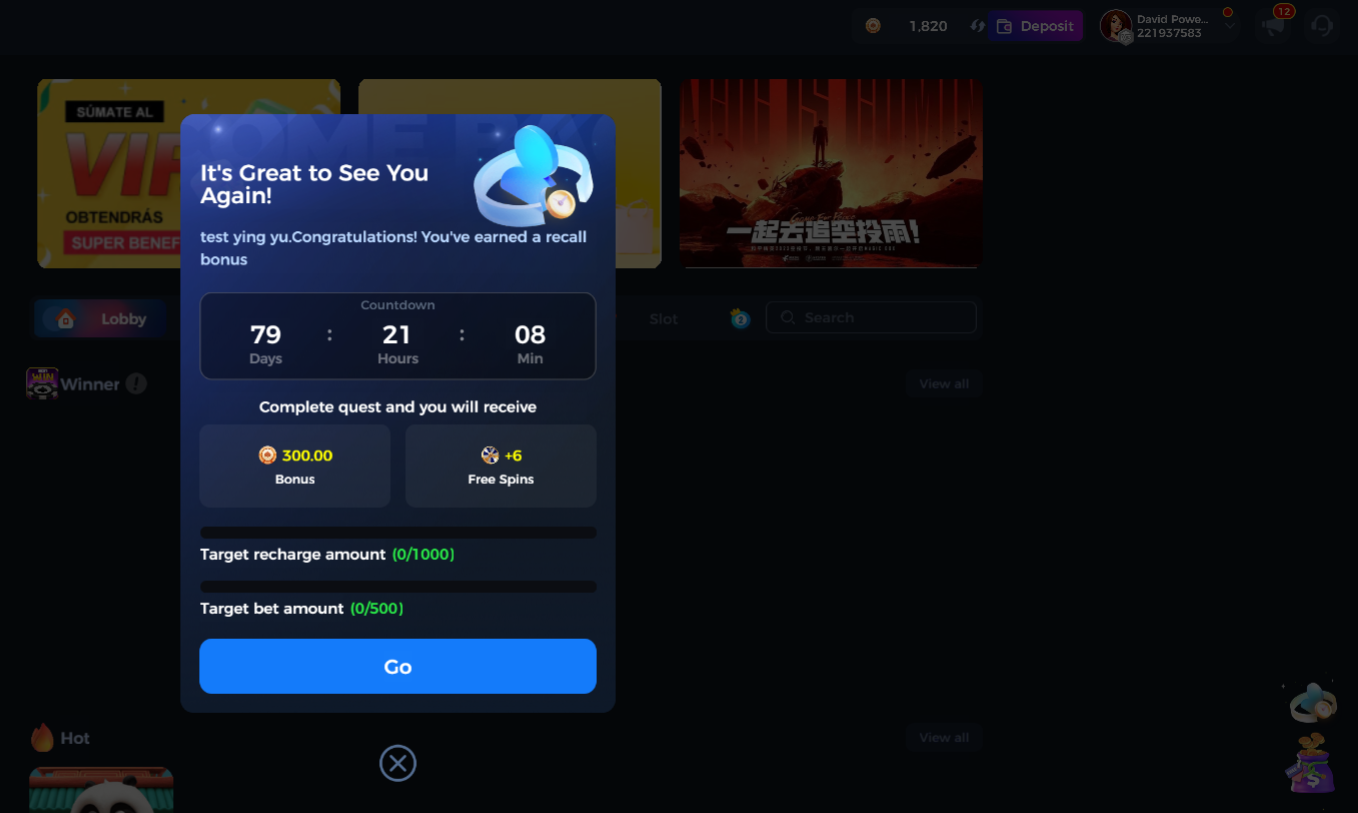 1,820
Deposit
David Powe...
221937583
12
SÚMATE AL
VIP
OBTENDRÁS
SUPER BENEF
一起去追空投雨!
It's Great to See You
Again!
test ying yu.Congratulations! You've earned a recall
bonus
Countdown
79 : 21 : 08
Days Hours Min
Complete quest and you will receive
300.00
Bonus
+6
Free Spins
Target recharge amount (0/1000)
Target bet amount (0/500)
Go
Lobby
Slot
Search
Winner
View all
Hot
View all